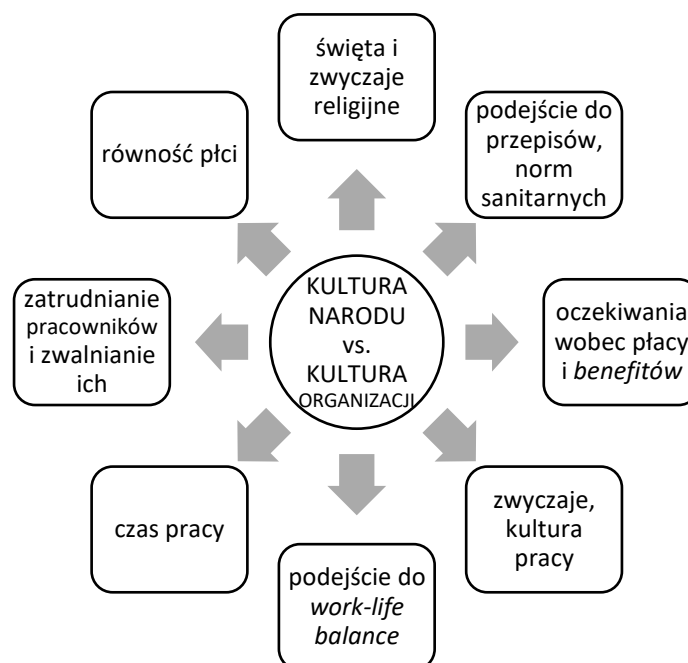 święta i
zwyczaje
religijne
podejście do
przepisów,
norm
sanitarnych
oczekiwania
wobec płacy
i benefitów
zwyczaje,
kultura
pracy
podejście do
work-life
balance
czas pracy
zatrudnianie
pracowników
i zwalnianie
ich
równość płci
KULTURA
NARODU
vs.
KULTURA
ORGANIZACJI